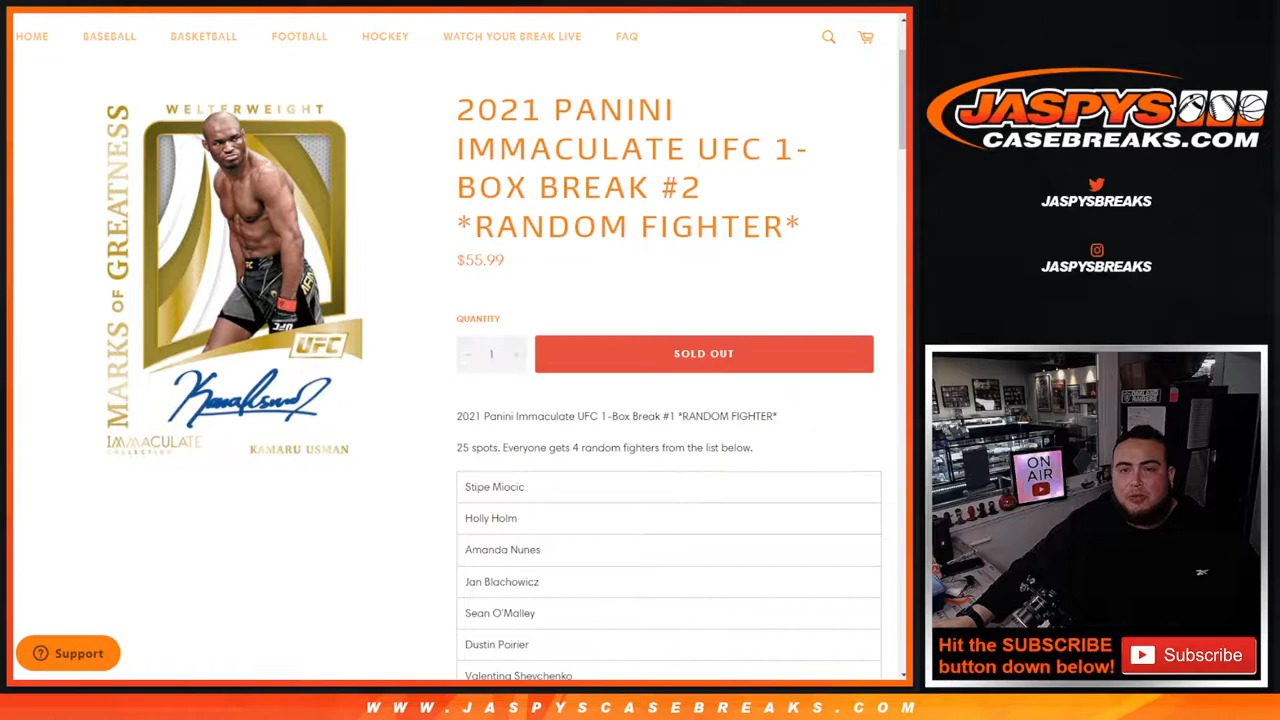 HOME BASEBALL BASKETBALL FOOTBALL HOCKEY WATCH YOUR BREAK LIVE FAQ
WELTERWEIGHT
MARKS OF GREATNESS
UFC
IMMACULATE
COLLECTION
KAMARU USMAN
2021 PANINI
IMMACULATE UFC 1-
BOX BREAK #2
*RANDOM FIGHTER*
$55.99
QUANTITY
− 1 +
SOLD OUT
2021 Panini Immaculate UFC 1-Box Break #1 *RANDOM FIGHTER*
25 spots. Everyone gets 4 random fighters from the list below.
Stipe Miocic
Holly Holm
Amanda Nunes
Jan Blachowicz
Sean O'Malley
Dustin Poirier
Valentina Shevchenko
Support
JASPYS
CASEBREAKS.COM
JASPYSBREAKS
JASPYSBREAKS
OAKLAND
RAIDERS
ON
AIR
Hit the SUBSCRIBE
button down below!
Subscribe
WWW.JASPYSCASEBREAKS.COM